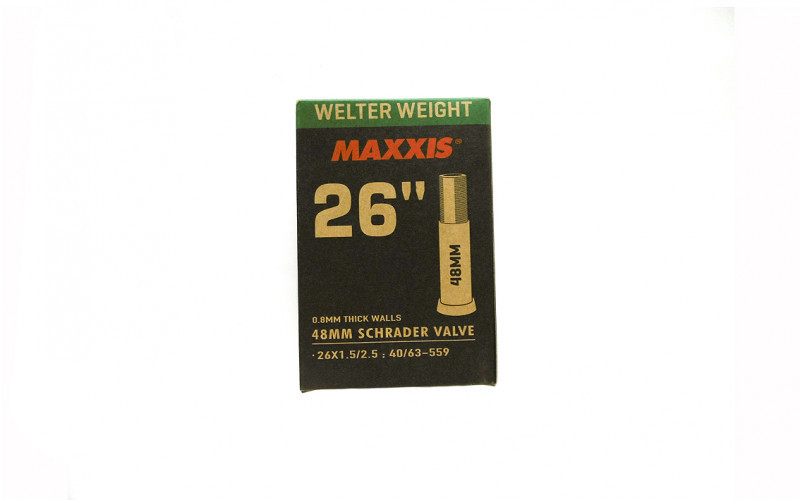 WELTER WEIGHT
MAXXIS®
26"
48MM
0.8MM THICK WALLS
48MM SCHRADER VALVE
·26X1.5/2.5 : 40/63-559